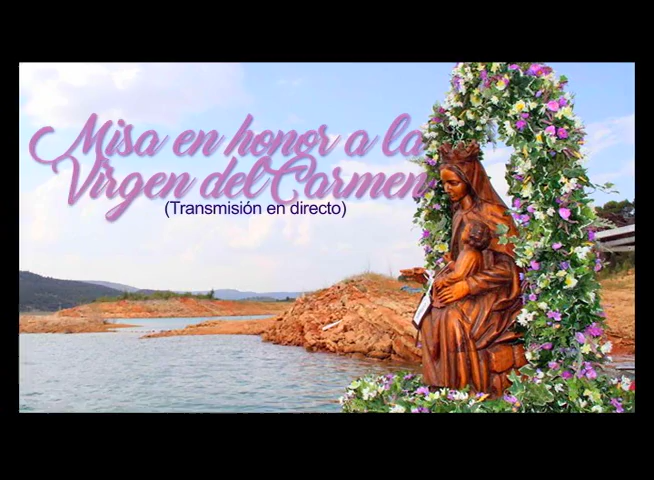 Misa en honor a la
Virgen del Carmen
(Transmisión en directo)